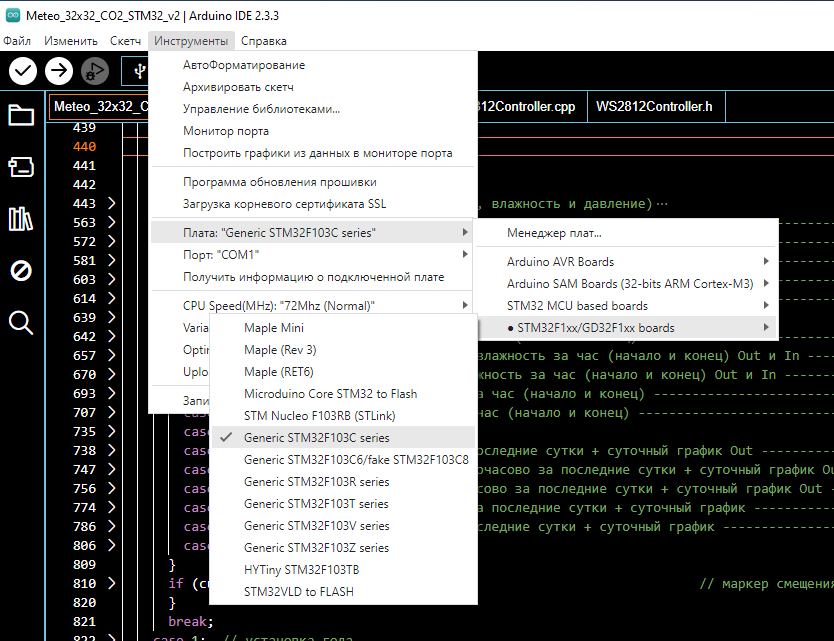 Meteo_32x32_CO2_STM32_v2 | Arduino IDE 2.3.3
Файл Изменить Скетч Инструменты Справка
Meteo_32x32_C
812Controller.cpp WS2812Controller.h
АвтоФорматирование
Архивировать скетч
Управление библиотеками...
Монитор порта
Построить графики из данных в мониторе порта
Программа обновления прошивки
Загрузка корневого сертификата SSL
Плата: "Generic STM32F103C series"
Порт: "COM1"
Получить информацию о подключенной плате
CPU Speed(MHz): "72Mhz (Normal)"
Varia
Optin
Uplo
Запи
Менеджер плат...
Arduino AVR Boards
Arduino SAM Boards (32-bits ARM Cortex-M3)
STM32 MCU based boards
● STM32F1xx/GD32F1xx boards
Maple Mini
Maple (Rev 3)
Maple (RET6)
Microduino Core STM32 to Flash
STM Nucleo F103RB (STLink)
Generic STM32F103C series
Generic STM32F103C6/fake STM32F103C8
Generic STM32F103R series
Generic STM32F103T series
Generic STM32F103V series
Generic STM32F103Z series
HYTiny STM32F103TB
STM32VLD to FLASH
439
440
441
442
443 , влажность и давление) ···
563
572
581
603
614
639
642
657 влажность за час (начало и конец) Out и In ----
670 жность за час (начало и конец) Out и In --------
693 а час (начало и конец) ------------------------
707 час (начало и конец) --------------------------
735 case
738 case последние сутки + суточный график Out ----------
747 case очасово за последние сутки + суточный график Ou
756 case сово за последние сутки + суточный график Out -
774 case а последние сутки + суточный график -----------
786 case следние сутки + суточный график ---------------
806 case
809 }
810 if (cu // маркер смещения
820 }
821 break;
822 case 1: // установка года